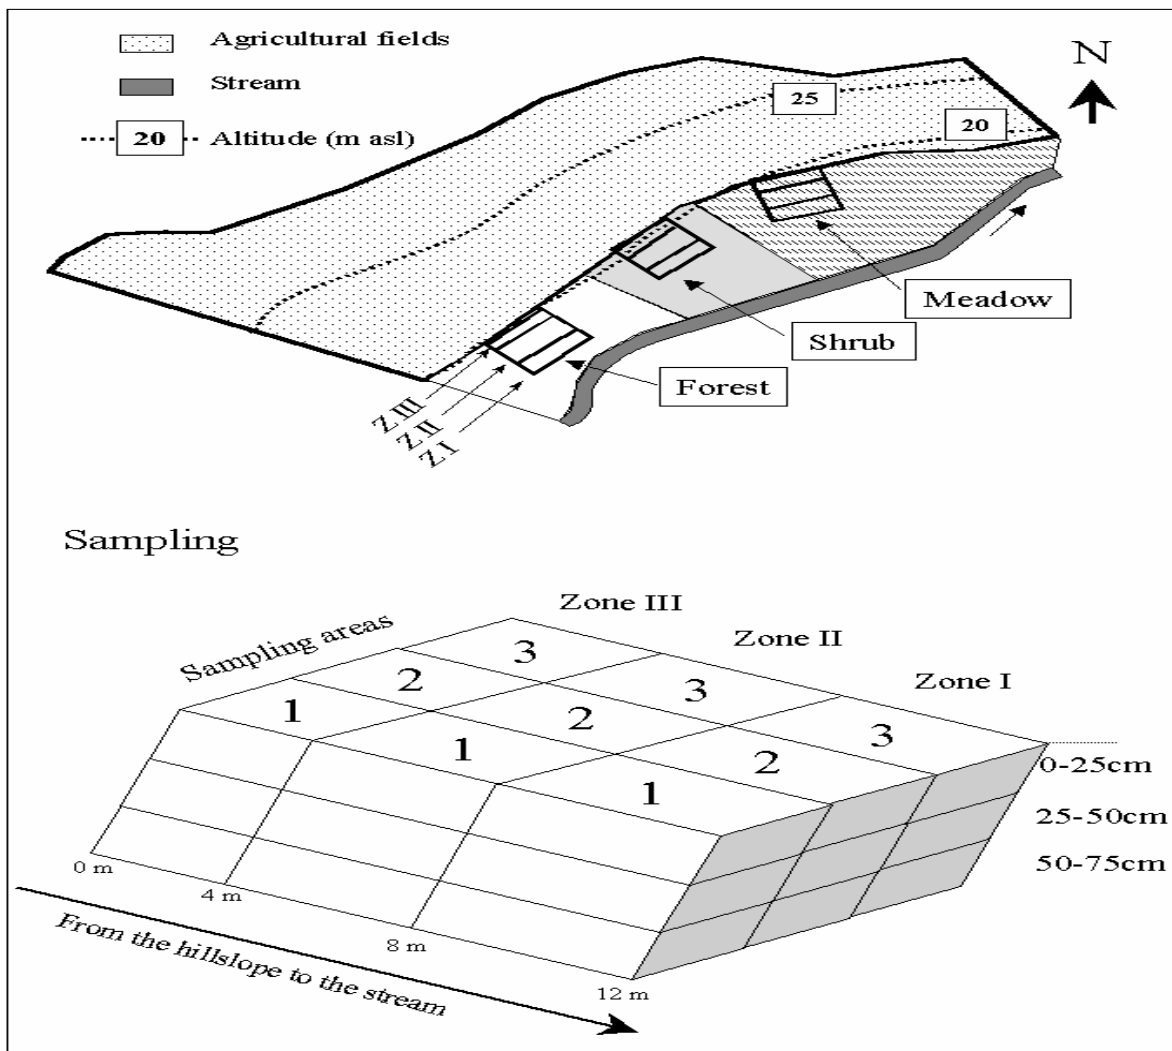 Agricultural fields
Stream
20 Altitude (m asl)
N
25
20
Meadow
Shrub
Forest
Z III
Z II
Z I
Sampling
Sampling areas
Zone III
Zone II
Zone I
3
2
3
1
2
3
1
2
1
0-25cm
25-50cm
50-75cm
0 m
4 m
8 m
12 m
From the hillslope to the stream